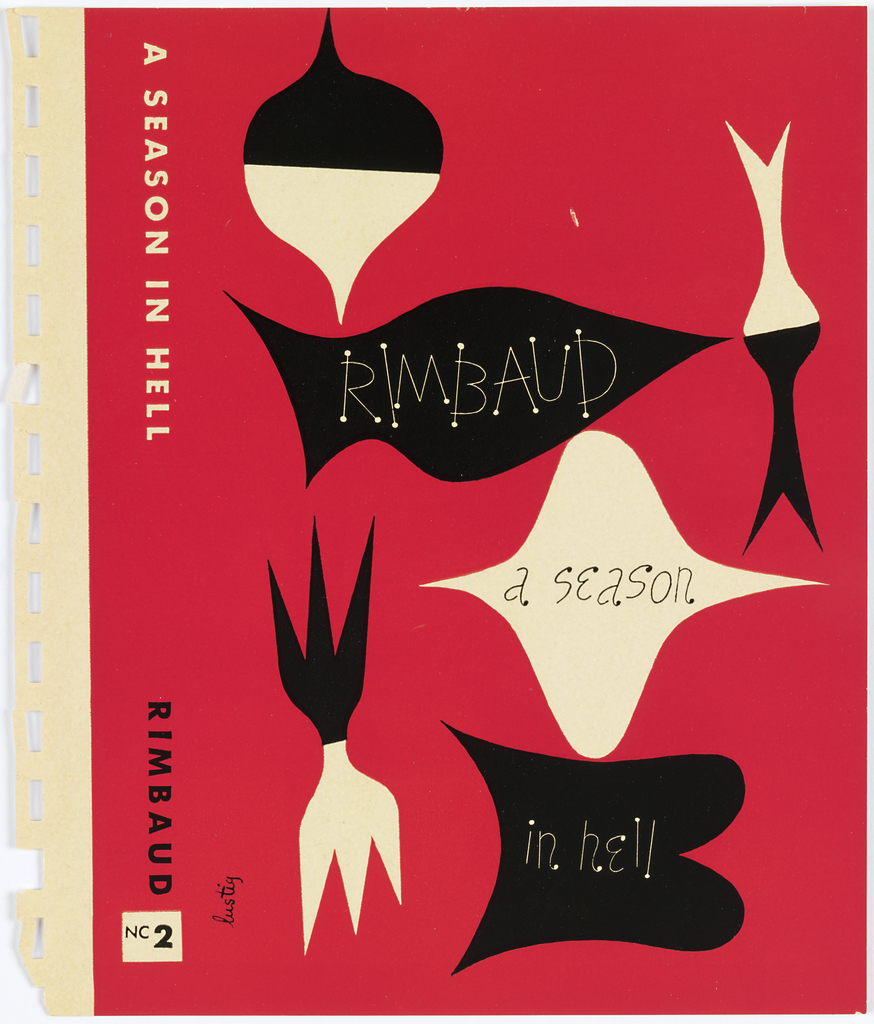 A SEASON IN HELL
RIMBAUD
NC 2
lustig
RIMBAUD
a season
in hell